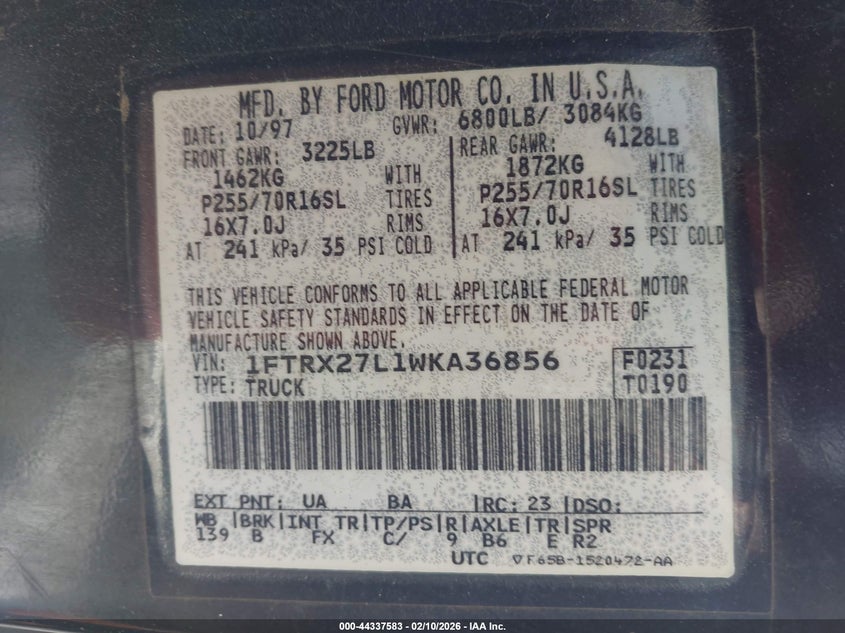 MFD. BY FORD MOTOR CO. IN U.S.A.
DATE: 10/97 GVWR: 6800LB/ 3084KG
FRONT GAWR: 3225LB REAR GAWR: 4128LB
1462KG WITH 1872KG WITH
P255/70R16SL TIRES P255/70R16SL TIRES
16X7.0J RIMS 16X7.0J RIMS
AT 241 kPa/ 35 PSI COLD AT 241 kPa/ 35 PSI COLD
THIS VEHICLE CONFORMS TO ALL APPLICABLE FEDERAL MOTOR
VEHICLE SAFETY STANDARDS IN EFFECT ON THE DATE OF
MANUFACTURE SHOWN ABOVE.
VIN: 1FTRX27L1WKA36856 F0231
TYPE: TRUCK T0190
EXT PNT: UA BA |RC: 23 |DSO:
WB |BRK|INT TR|TP/PS|R|AXLE|TR|SPR
139 B FX C/ 9 B6 E R2
UTC ▽F65B-1520472-AA
000-44337583 - 02/10/2026 - IAA Inc.